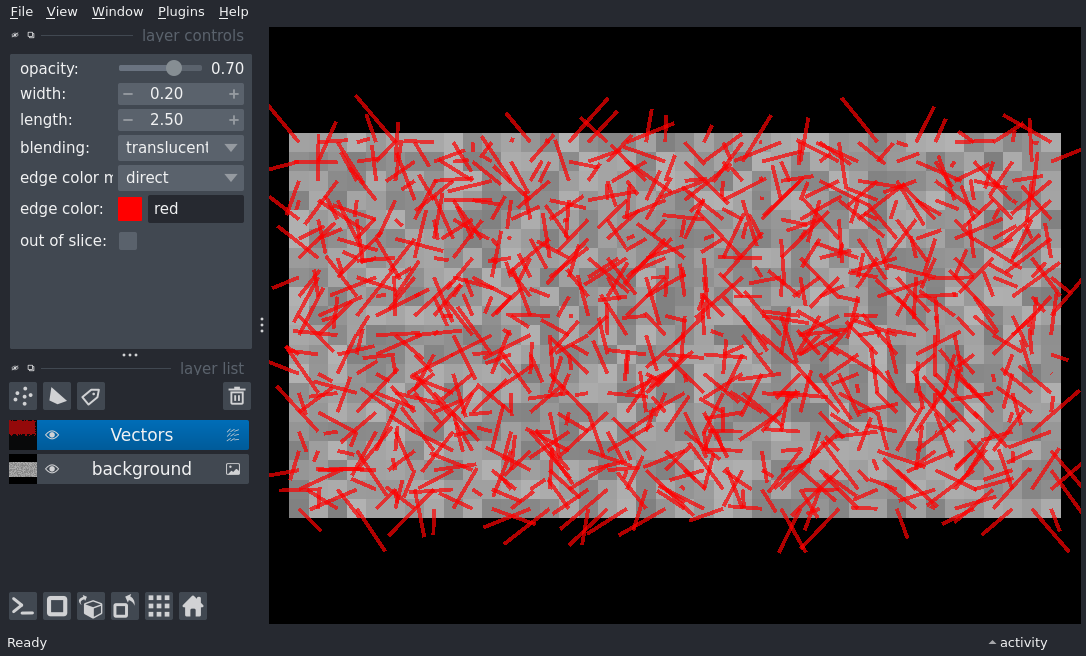 File View Window Plugins Help
layer controls
opacity: 0.70
width: − 0.20 +
length: − 2.50 +
blending: translucent
edge color m direct
edge color: red
out of slice:
layer list
Vectors
background
Ready
activity